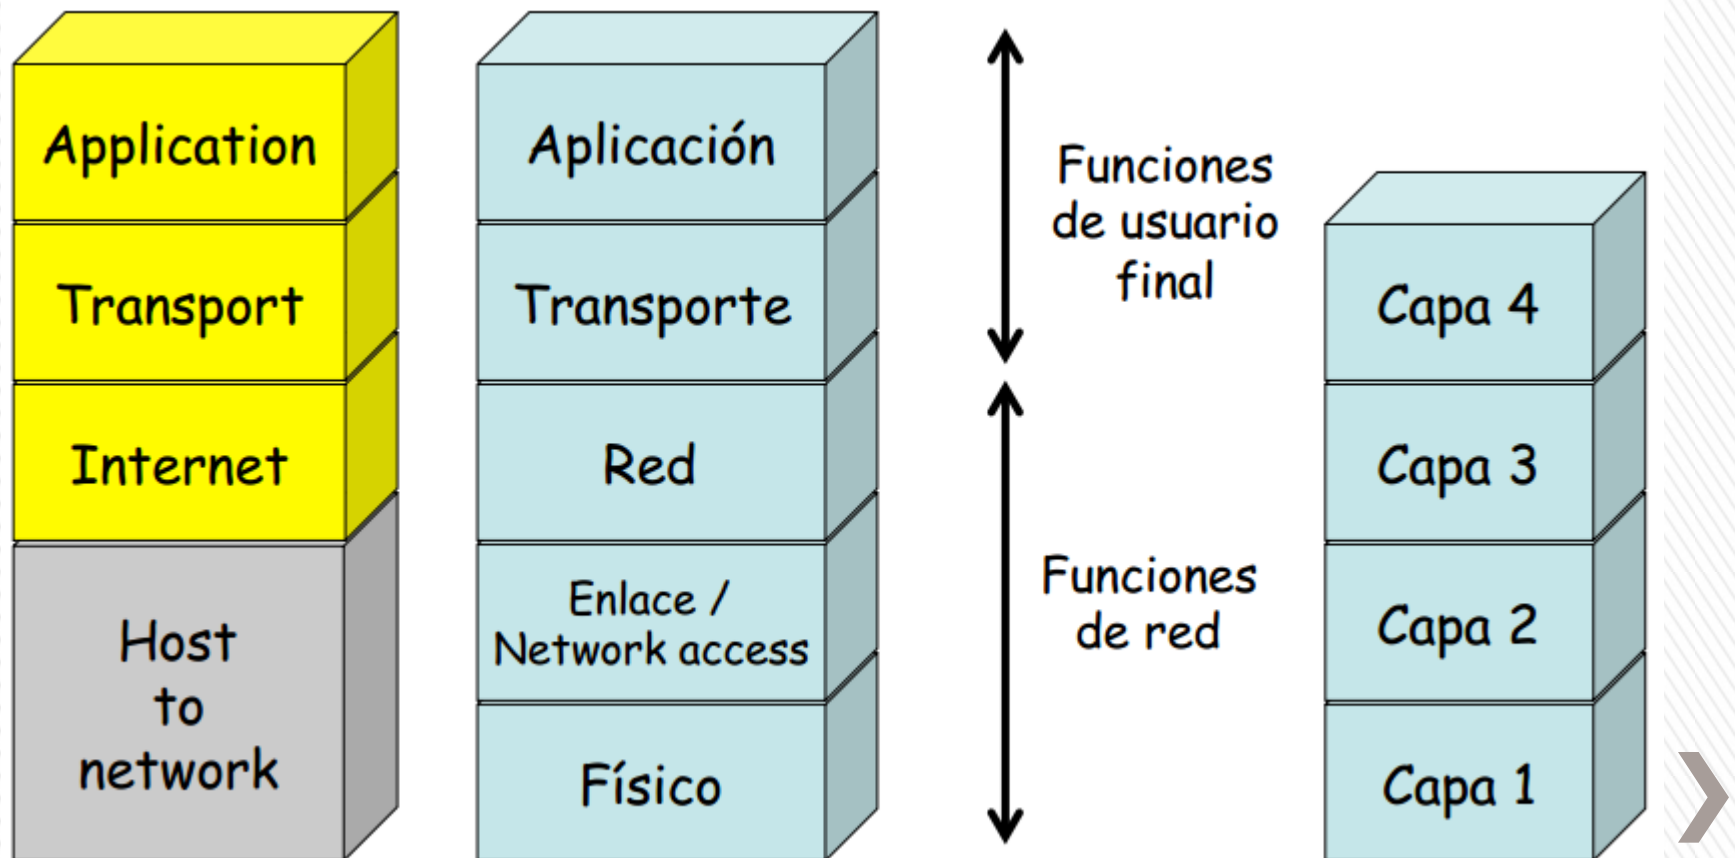 Application
Transport
Internet
Host
to
network
Aplicación
Transporte
Red
Enlace /
Network access
Físico
Funciones
de usuario
final
Funciones
de red
Capa 4
Capa 3
Capa 2
Capa 1